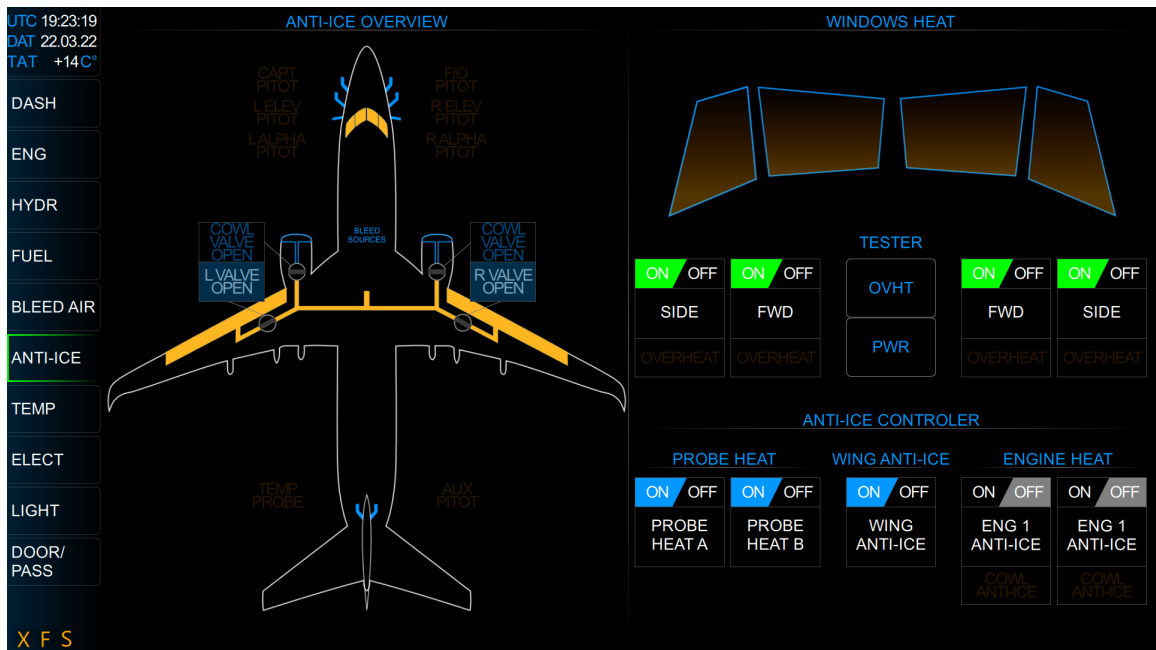 UTC 19:23:19
DAT 22.03.22
TAT +14C°
DASH
ENG
HYDR
FUEL
BLEED AIR
ANTI-ICE
TEMP
ELECT
LIGHT
DOOR/
PASS
X F S
ANTI-ICE OVERVIEW
CAPT
PITOT
L ELEV
PITOT
L ALPHA
PITOT
F/O
PITOT
R ELEV
PITOT
R ALPHA
PITOT
COWL
VALVE
OPEN
L VALVE
OPEN
BLEED
SOURCES
COWL
VALVE
OPEN
R VALVE
OPEN
TEMP
PROBE
AUX
PITOT
WINDOWS HEAT
TESTER
ON OFF
SIDE
OVERHEAT
ON OFF
FWD
OVERHEAT
OVHT
PWR
ON OFF
FWD
OVERHEAT
ON OFF
SIDE
OVERHEAT
ANTI-ICE CONTROLER
PROBE HEAT
WING ANTI-ICE
ENGINE HEAT
ON OFF
PROBE
HEAT A
ON OFF
PROBE
HEAT B
ON OFF
WING
ANTI-ICE
ON OFF
ENG 1
ANTI-ICE
COWL
ANTI-ICE
ON OFF
ENG 1
ANTI-ICE
COWL
ANTI-ICE